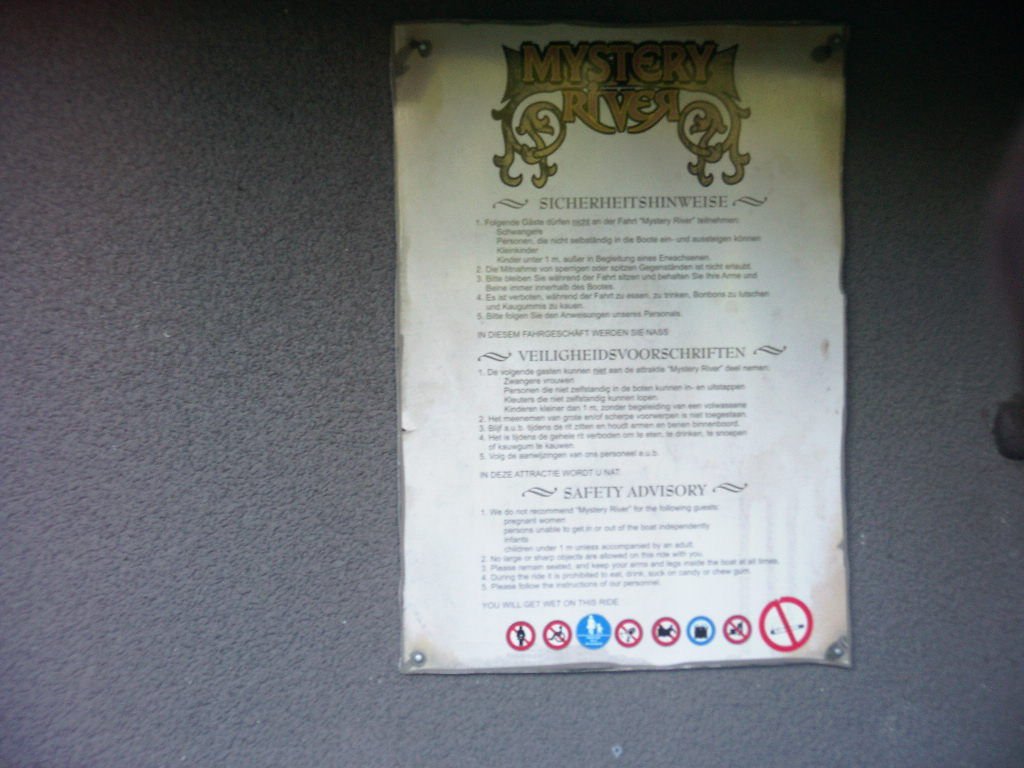 MYSTERY
RIVER
SICHERHEITSHINWEISE
1. Folgende Gäste dürfen nicht an der Fahrt "Mystery River" teilnehmen:
Schwangere
Personen, die nicht selbständig in die Boote ein- und aussteigen können
Kleinkinder
Kinder unter 1 m, außer in Begleitung eines Erwachsenen.
2. Die Mitnahme von sperrigen oder spitzen Gegenständen ist nicht erlaubt.
3. Bitte bleiben Sie während der Fahrt sitzen und behalten Sie Ihre Arme und
Beine immer innerhalb des Bootes.
4. Es ist verboten, während der Fahrt zu essen, zu trinken, Bonbons zu lutschen
und Kaugummis zu kauen.
5. Bitte folgen Sie den Anweisungen unseres Personals.
IN DIESEM FAHRGESCHÄFT WERDEN SIE NASS
VEILIGHEIDSVOORSCHRIFTEN
1. De volgende gasten kunnen niet aan de attraktie "Mystery River" deel nemen:
Zwangere vrouwen
Personen die niet zelfstandig in de boten kunnen in- en uitstappen
Kleuters die niet zelfstandig kunnen lopen.
Kinderen kleiner dan 1 m, zonder begeleiding van een volwassene
2. Het meenemen van grote en/of scherpe voorwerpen is niet toegestaan.
3. Blijf a.u.b. tijdens de rit zitten en houdt armen en benen binnenboord.
4. Het is tijdens de gehele rit verboden om te eten, te drinken, te snoepen
of kauwgum te kauwen.
5. Volg de aanwijzingen van ons personeel a.u.b.
IN DEZE ATTRACTIE WORDT U NAT
SAFETY ADVISORY
1. We do not recommend "Mystery River" for the following guests:
pregnant women
persons unable to get in or out of the boat independently
infants
children under 1 m unless accompanied by an adult.
2. No large or sharp objects are allowed on this ride with you.
3. Please remain seated, and keep your arms and legs inside the boat at all times.
4. During the ride it is prohibited to eat, drink, suck on candy or chew gum.
5. Please follow the instructions of our personnel.
YOU WILL GET WET ON THIS RIDE